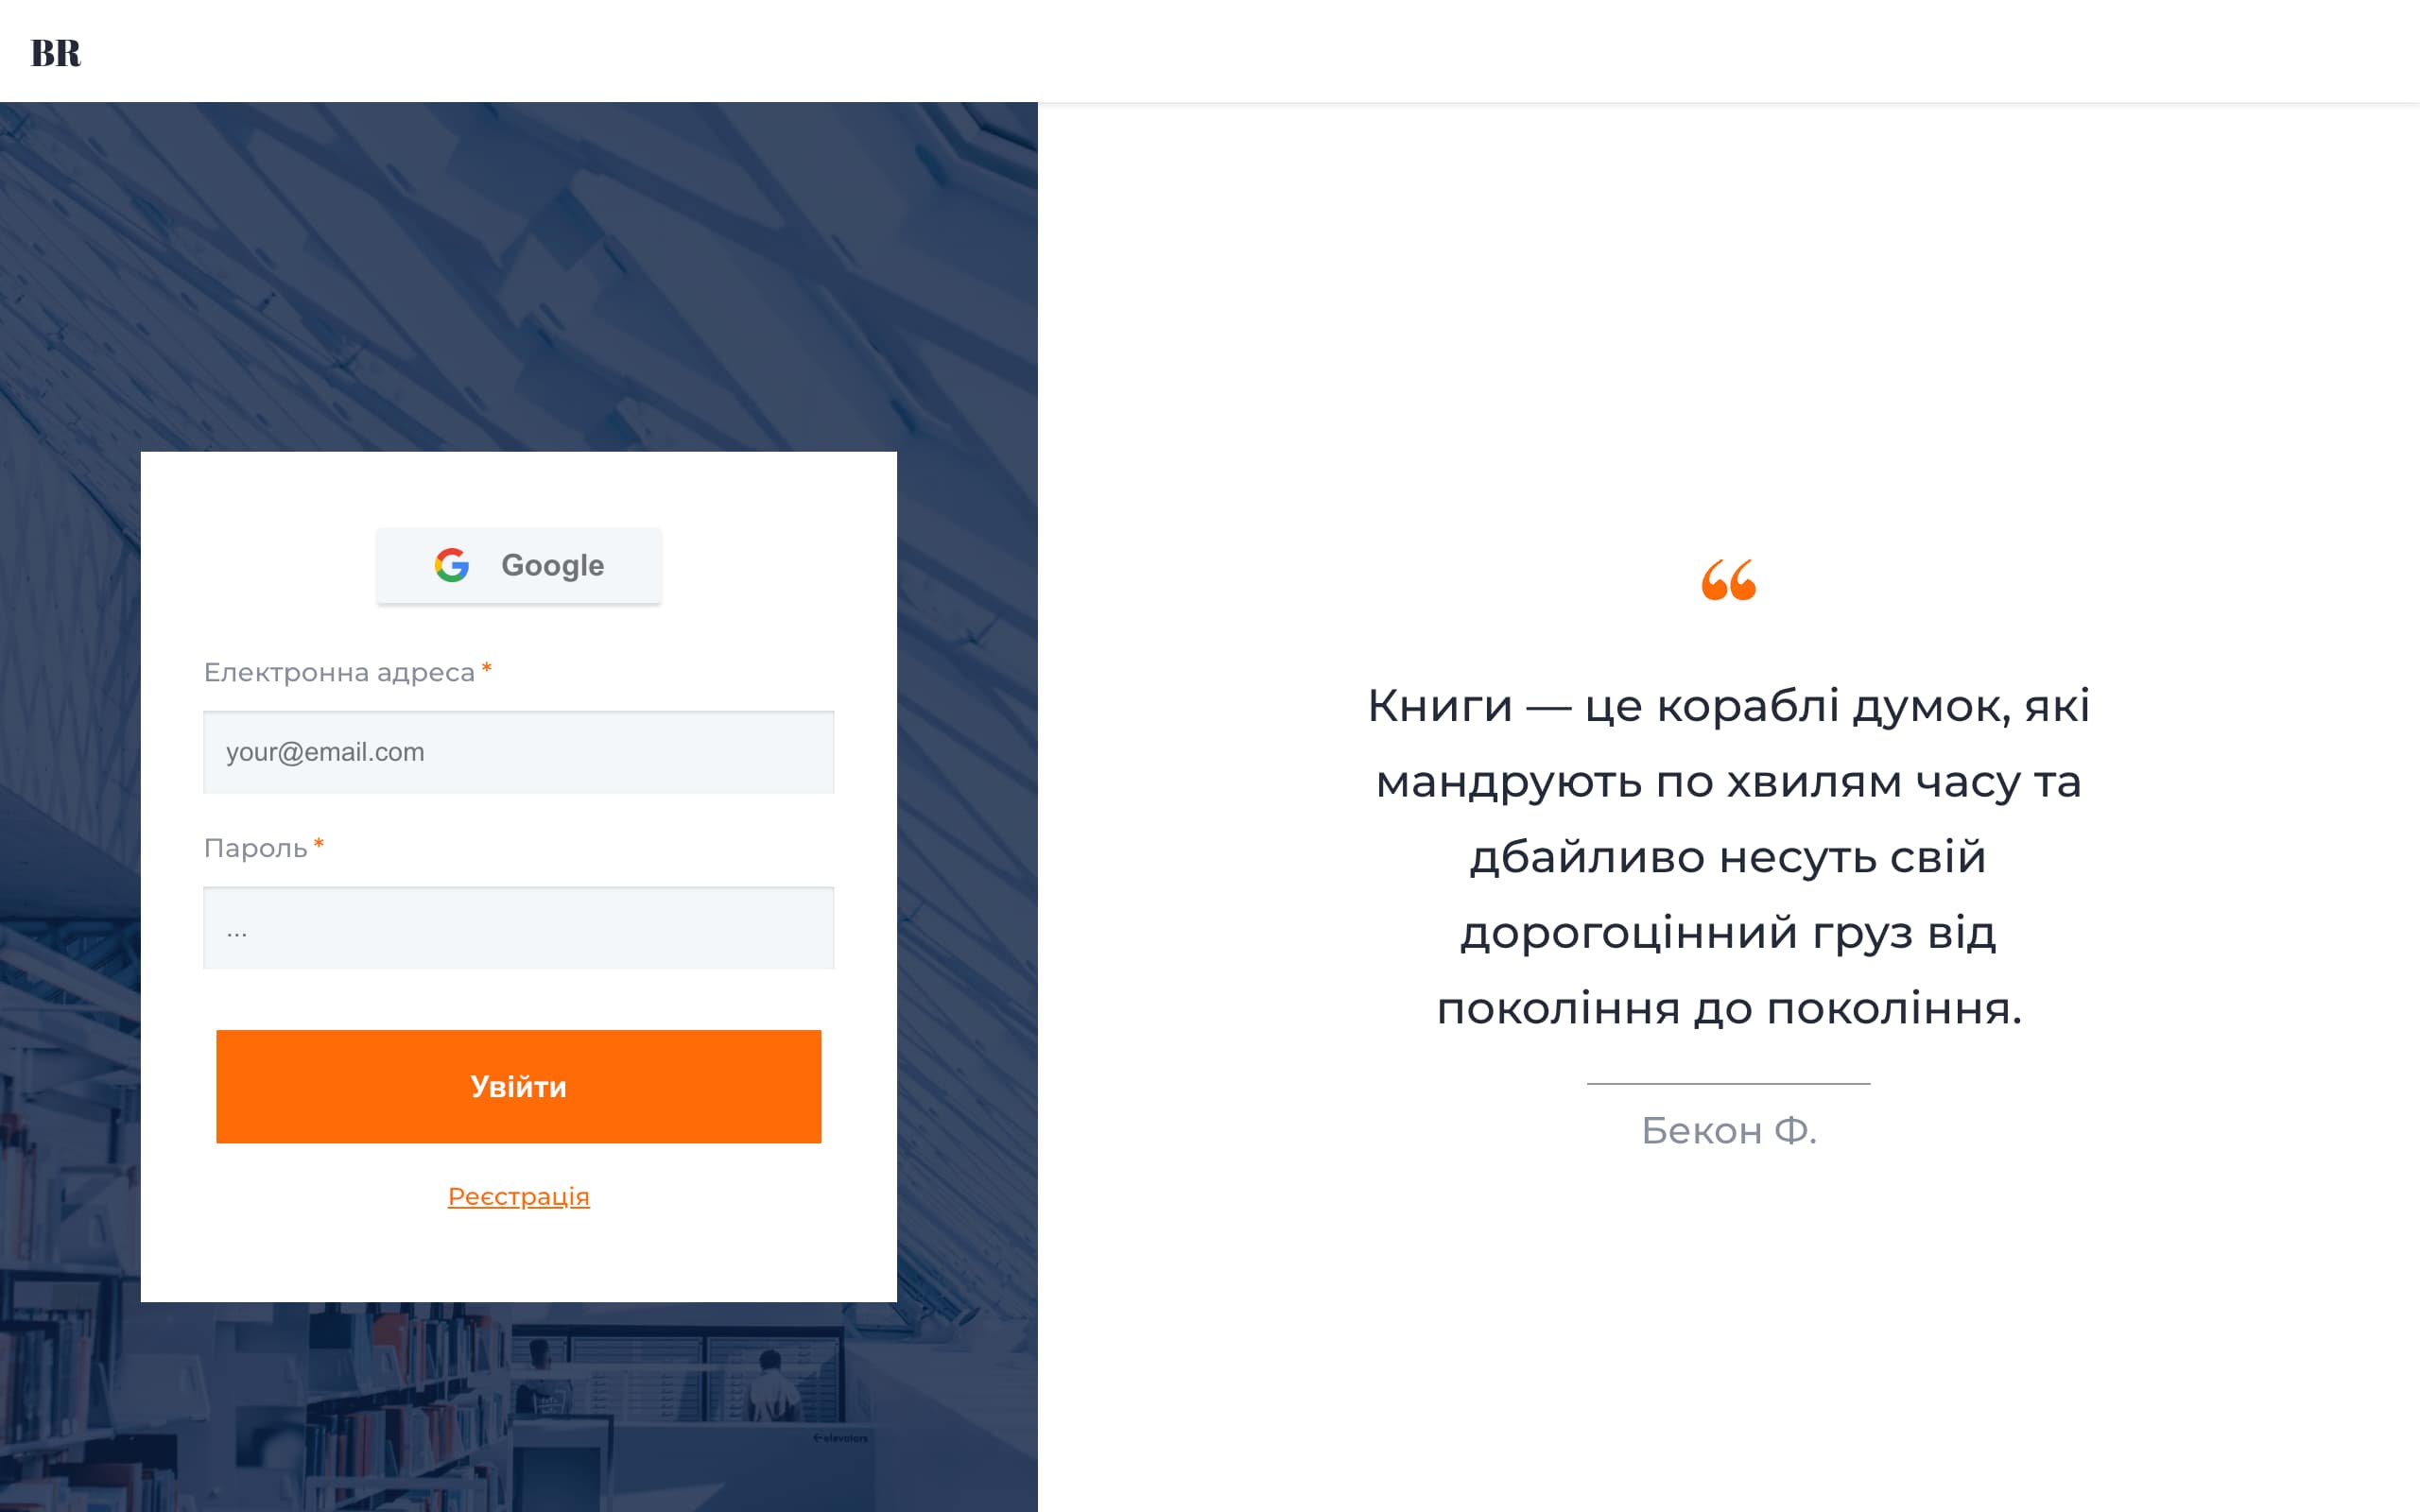 BR
Google
Електронна адреса *
your@email.com
Пароль *
...
Увійти
Реєстрація
“
Книги — це кораблі думок, які
мандрують по хвилям часу та
дбайливо несуть свій
дорогоцінний груз від
покоління до покоління.
Бекон Ф.
elevators